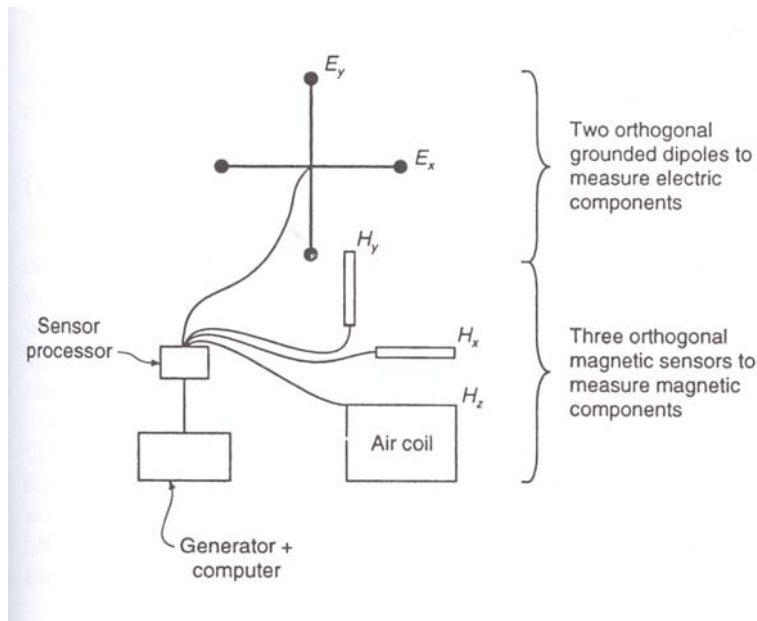 E_y
E_x
Two orthogonal
grounded dipoles to
measure electric
components
H_y
Sensor
processor
H_x
Three orthogonal
magnetic sensors to
measure magnetic
components
H_z
Air coil
Generator +
computer